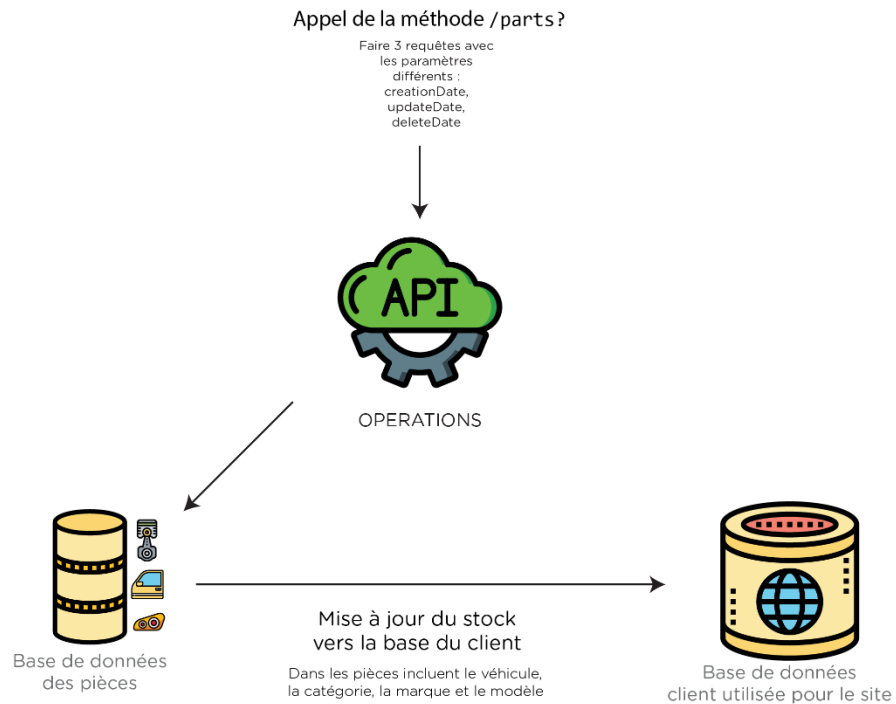 Appel de la méthode /parts?
Faire 3 requêtes avec
les paramètres
différents :
creationDate,
updateDate,
deleteDate
API
OPERATIONS
Base de données
des pièces
Mise à jour du stock
vers la base du client
Dans les pièces incluent le véhicule,
la catégorie, la marque et le modèle
Base de données
client utilisée pour le site